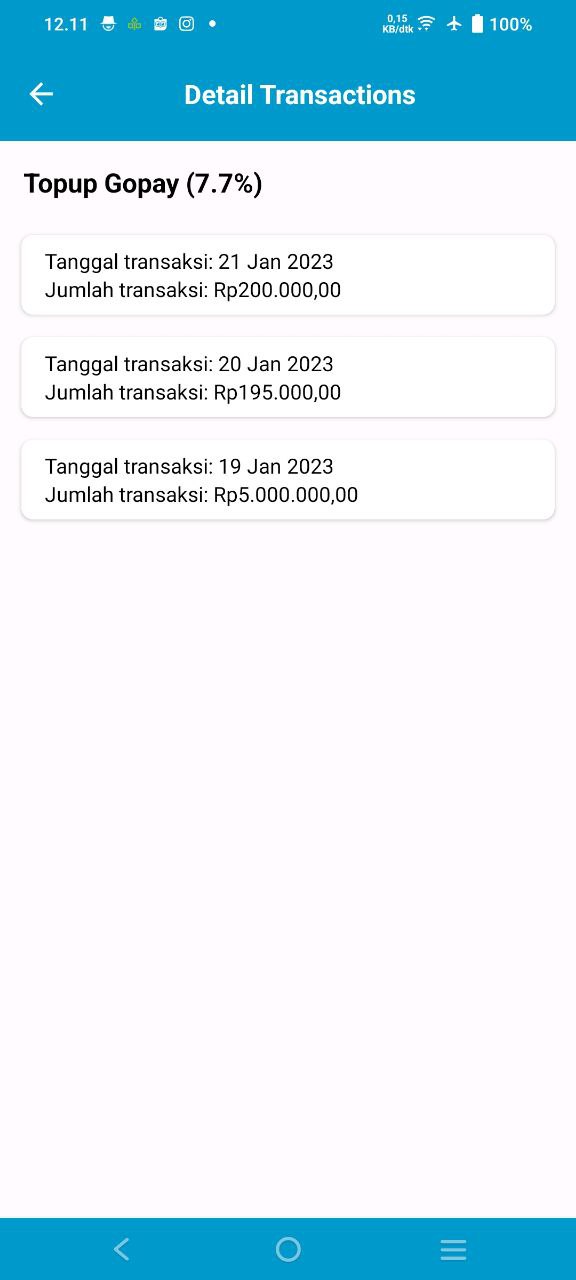 12.11
0,15
KB/dtk
100%
Detail Transactions
Topup Gopay (7.7%)
Tanggal transaksi: 21 Jan 2023
Jumlah transaksi: Rp200.000,00
Tanggal transaksi: 20 Jan 2023
Jumlah transaksi: Rp195.000,00
Tanggal transaksi: 19 Jan 2023
Jumlah transaksi: Rp5.000.000,00